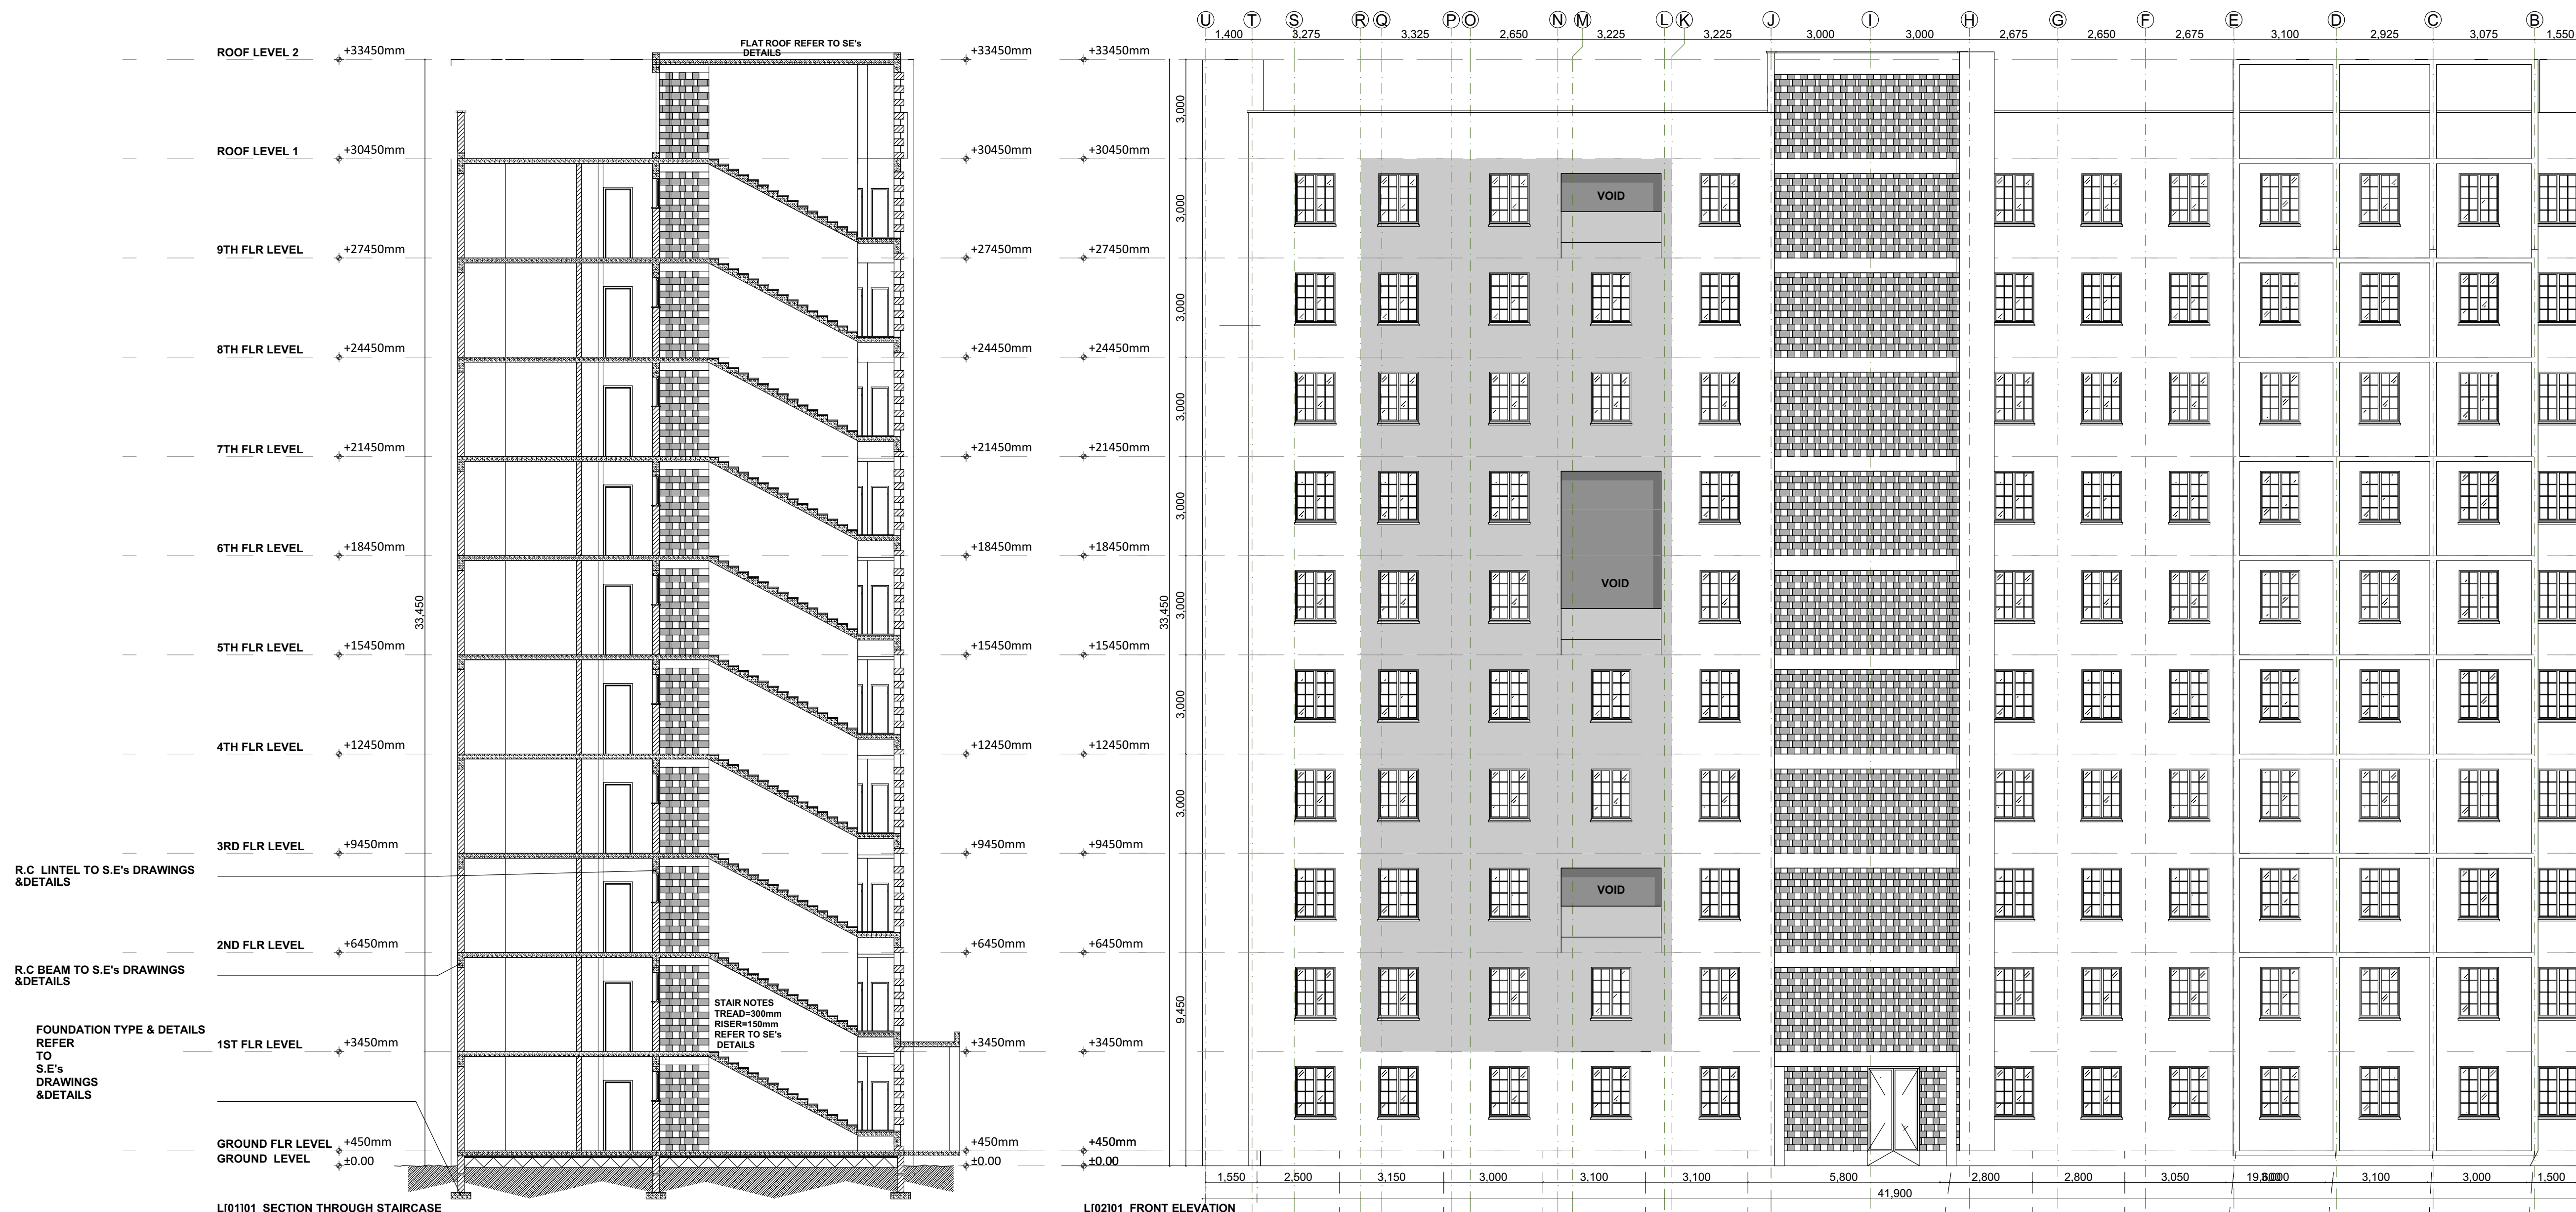 FLAT ROOF REFER TO SE's
DETAILS
ROOF LEVEL 2
+33450mm
+33450mm
+33450mm
ROOF LEVEL 1
+30450mm
+30450mm
+30450mm
9TH FLR LEVEL
+27450mm
+27450mm
+27450mm
8TH FLR LEVEL
+24450mm
+24450mm
+24450mm
7TH FLR LEVEL
+21450mm
+21450mm
+21450mm
6TH FLR LEVEL
+18450mm
+18450mm
+18450mm
5TH FLR LEVEL
+15450mm
+15450mm
+15450mm
4TH FLR LEVEL
+12450mm
+12450mm
+12450mm
3RD FLR LEVEL
+9450mm
+9450mm
+9450mm
R.C LINTEL TO S.E's DRAWINGS
&DETAILS
2ND FLR LEVEL
+6450mm
+6450mm
+6450mm
R.C BEAM TO S.E's DRAWINGS
&DETAILS
STAIR NOTES
TREAD=300mm
RISER=150mm
REFER TO SE's
DETAILS
FOUNDATION TYPE & DETAILS
REFER
TO
S.E's
DRAWINGS
&DETAILS
1ST FLR LEVEL
+3450mm
+3450mm
+3450mm
GROUND FLR LEVEL
+450mm
+450mm
+450mm
GROUND LEVEL
±0.00
±0.00
±0.00
33,450
L[01]01 SECTION THROUGH STAIRCASE
U T S R Q P O N M L K J I H G F E D C B
1,400 3,275 3,325 2,650 3,225 3,225 3,000 3,000 2,675 2,650 2,675 3,100 2,925 3,075 1,550
3,000
3,000
3,000
3,000
3,000
3,000
3,000
3,000
9,450
33,450
VOID
VOID
VOID
1,550 2,500 3,150 3,000 3,100 3,100 5,800 2,800 2,800 3,050 3,100 3,000 1,500
41,900
L[02]01 FRONT ELEVATION